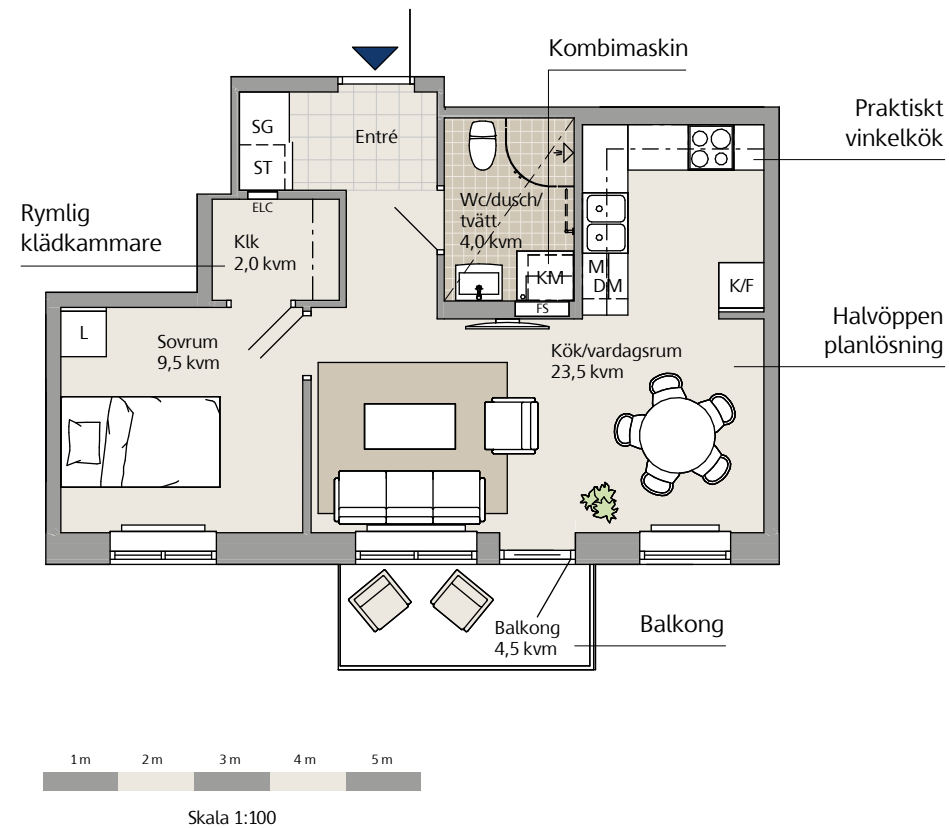 Kombimaskin
Praktiskt
vinkelkök
SG
ST
Entré
ELC
Rymlig
klädkammare
Klk
2,0 kvm
Wc/dusch/
tvätt
4,0 kvm
KM
FS
M
DM
K/F
Halvöppen
planlösning
L
Sovrum
9,5 kvm
Kök/vardagsrum
23,5 kvm
Balkong
4,5 kvm
Balkong
1 m 2 m 3 m 4 m 5 m
Skala 1:100